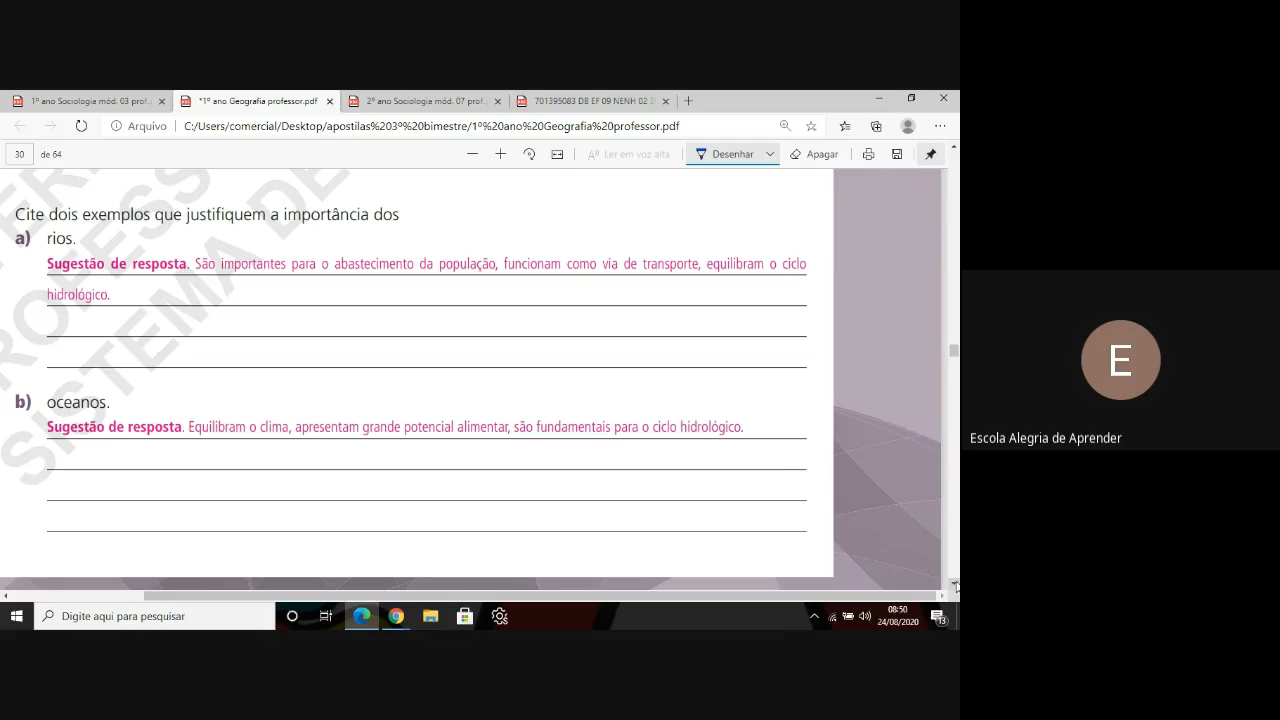 1º ano Sociologia mód. 03 prof.
*1º ano Geografia professor.pdf
2º ano Sociologia mód. 07 prof
701395083 DB EF 09 NENH 02 3
Arquivo
C:/Users/comercial/Desktop/apostilas%203º%20bimestre/1º%20ano%20Geografia%20professor.pdf
30 de 64
Ler em voz alta
Desenhar
Apagar
PROFESS
SISTEMA DE
Cite dois exemplos que justifiquem a importância dos
a) rios.
Sugestão de resposta. São importantes para o abastecimento da população, funcionam como via de transporte, equilibram o ciclo
hidrológico.
b) oceanos.
Sugestão de resposta. Equilibram o clima, apresentam grande potencial alimentar, são fundamentais para o ciclo hidrológico.
E
Escola Alegria de Aprender
Digite aqui para pesquisar
08:50
24/08/2020
13